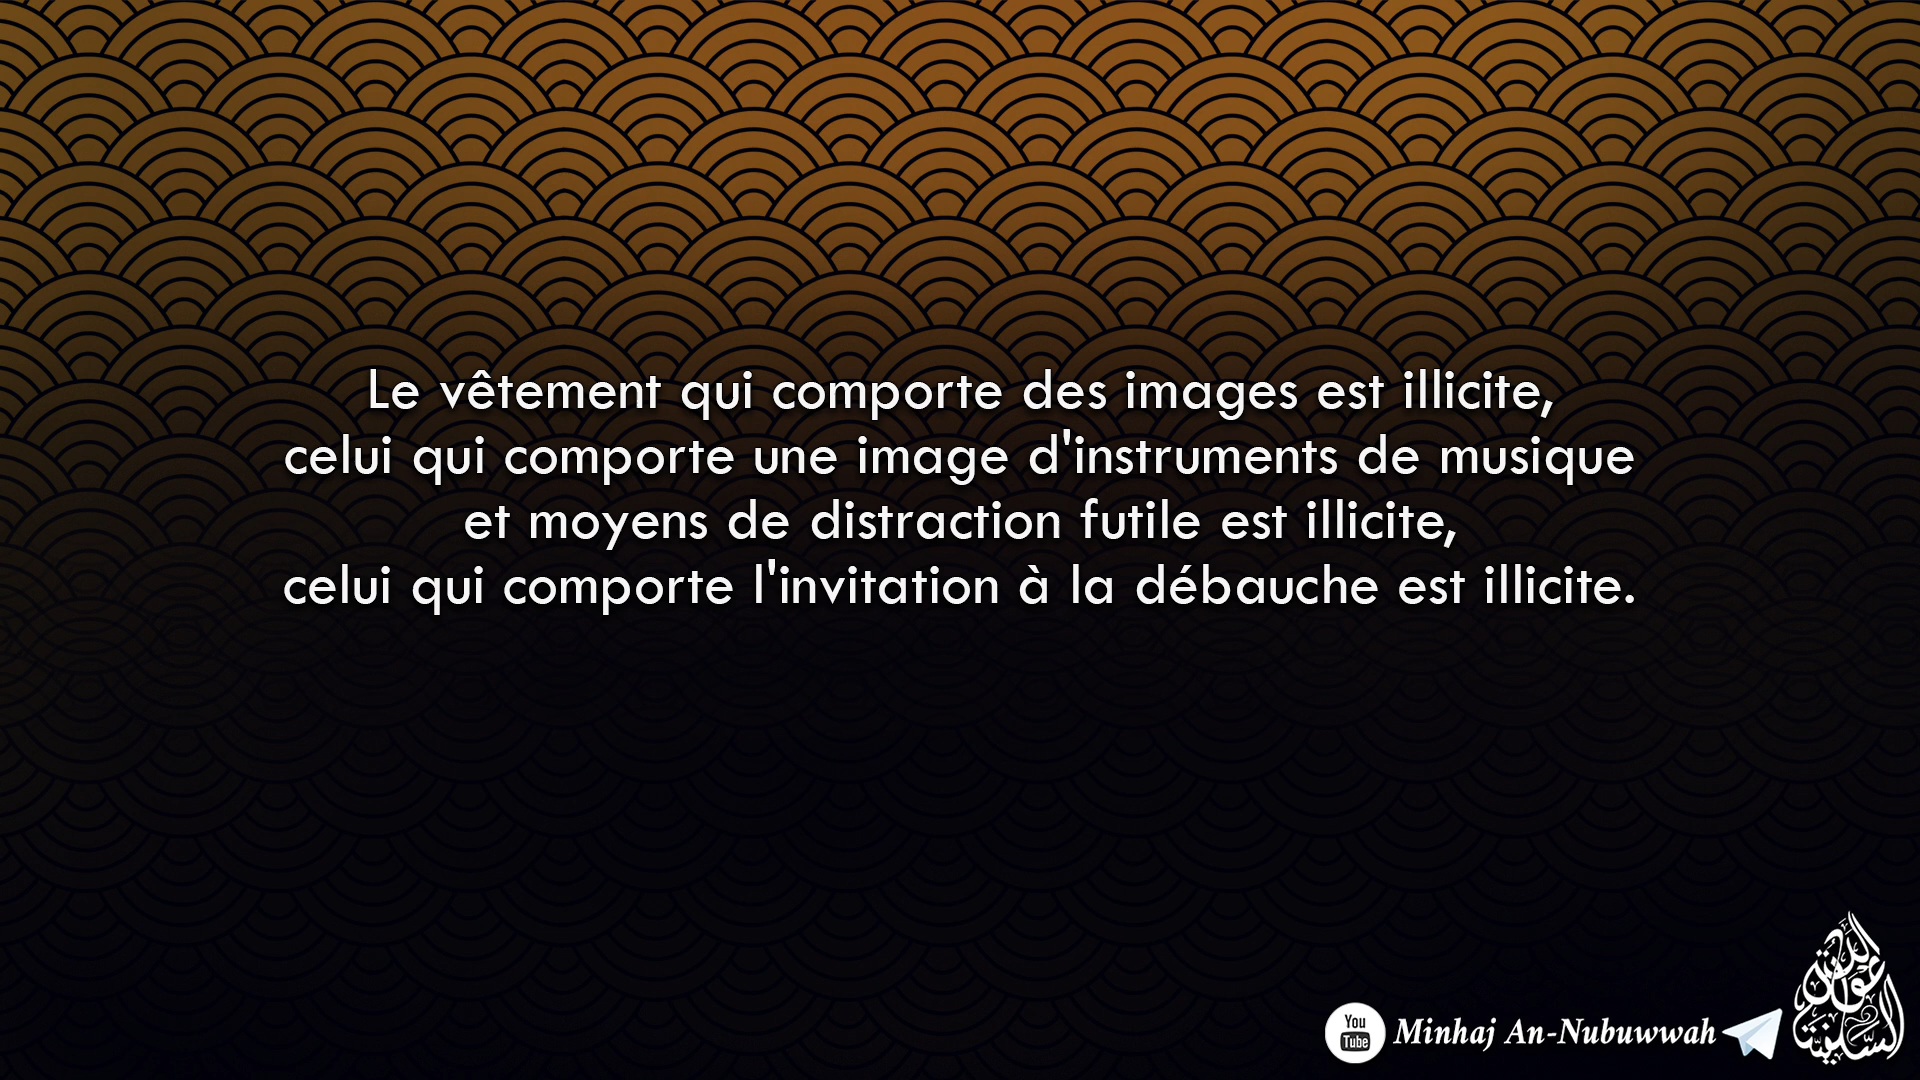 Le vêtement qui comporte des images est illicite,
celui qui comporte une image d'instruments de musique
et moyens de distraction futile est illicite,
celui qui comporte l'invitation à la débauche est illicite.
You
Tube
Minhaj An-Nubuwwah